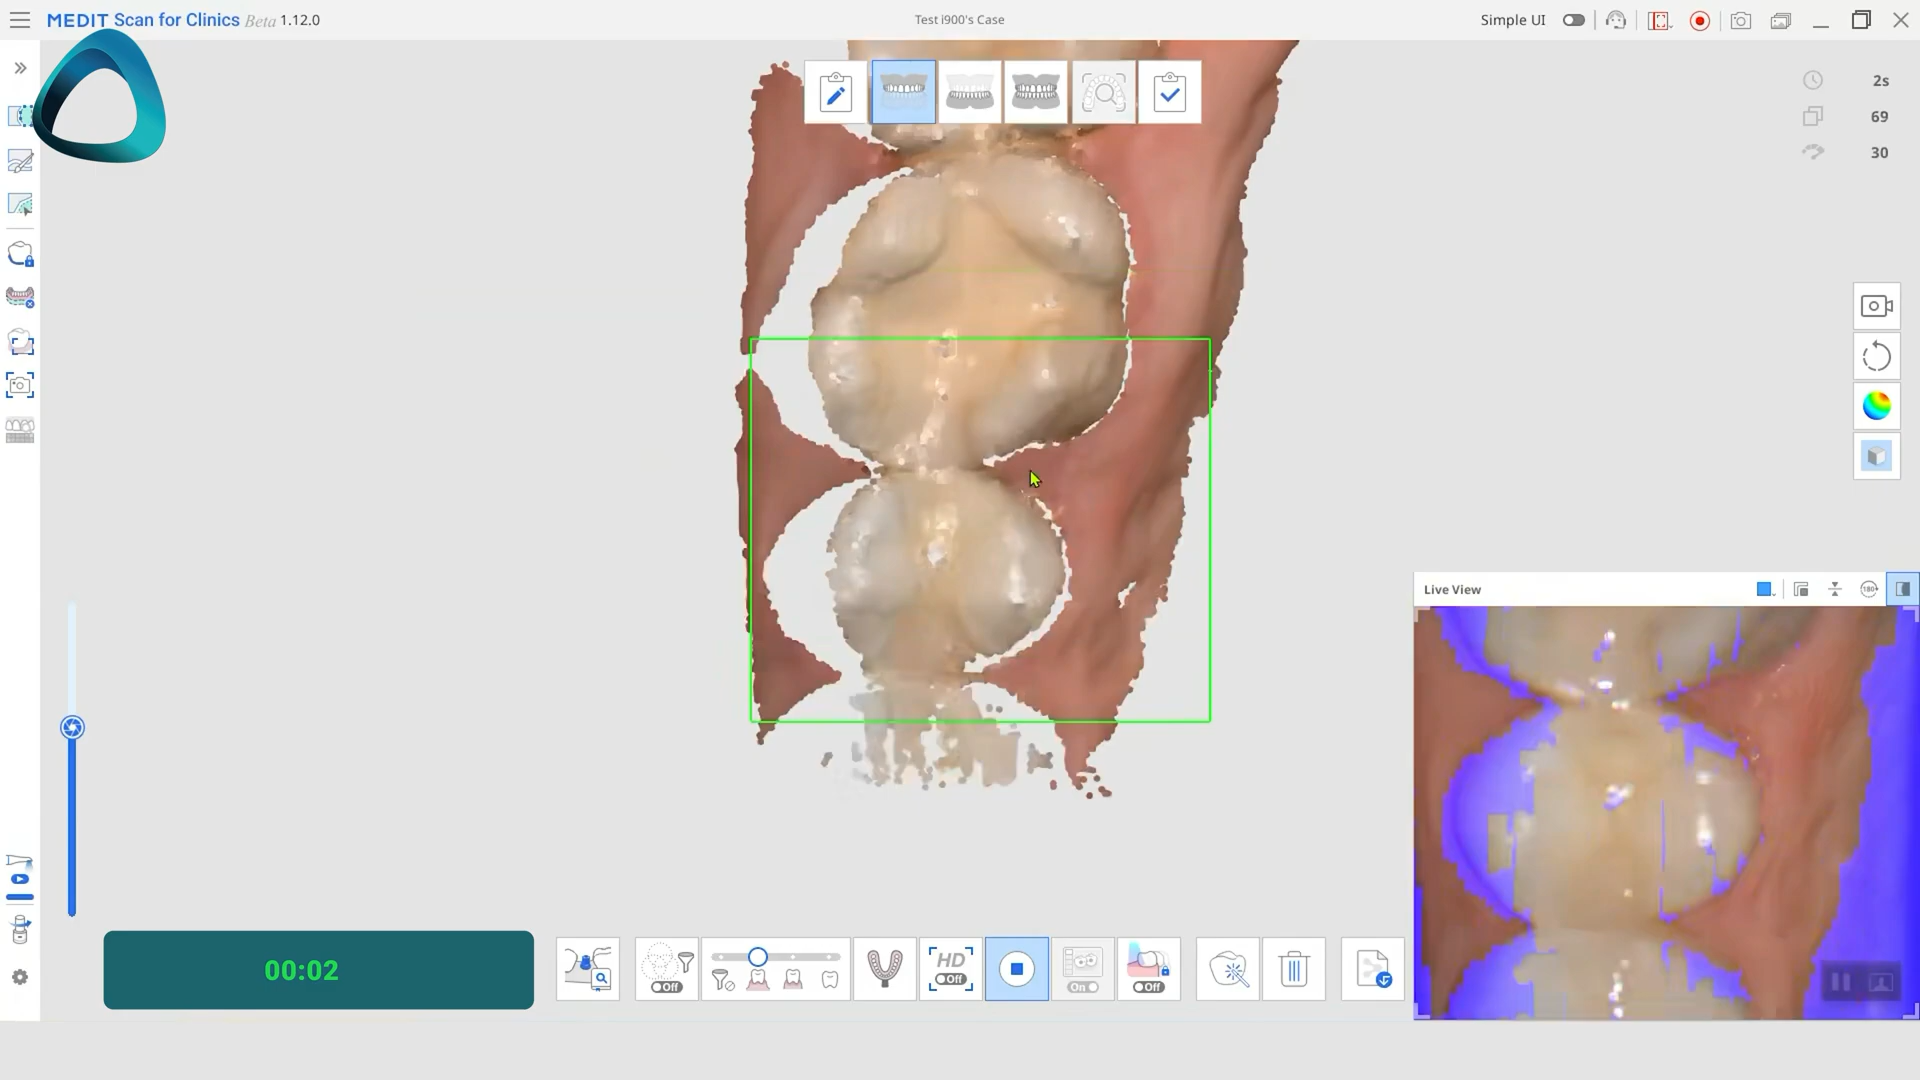 MEDIT Scan for Clinics Beta 1.12.0
Test i900's Case
Simple UI
2s
69
30
Live View
180°
00:02
Off
HD
Off
On
Off